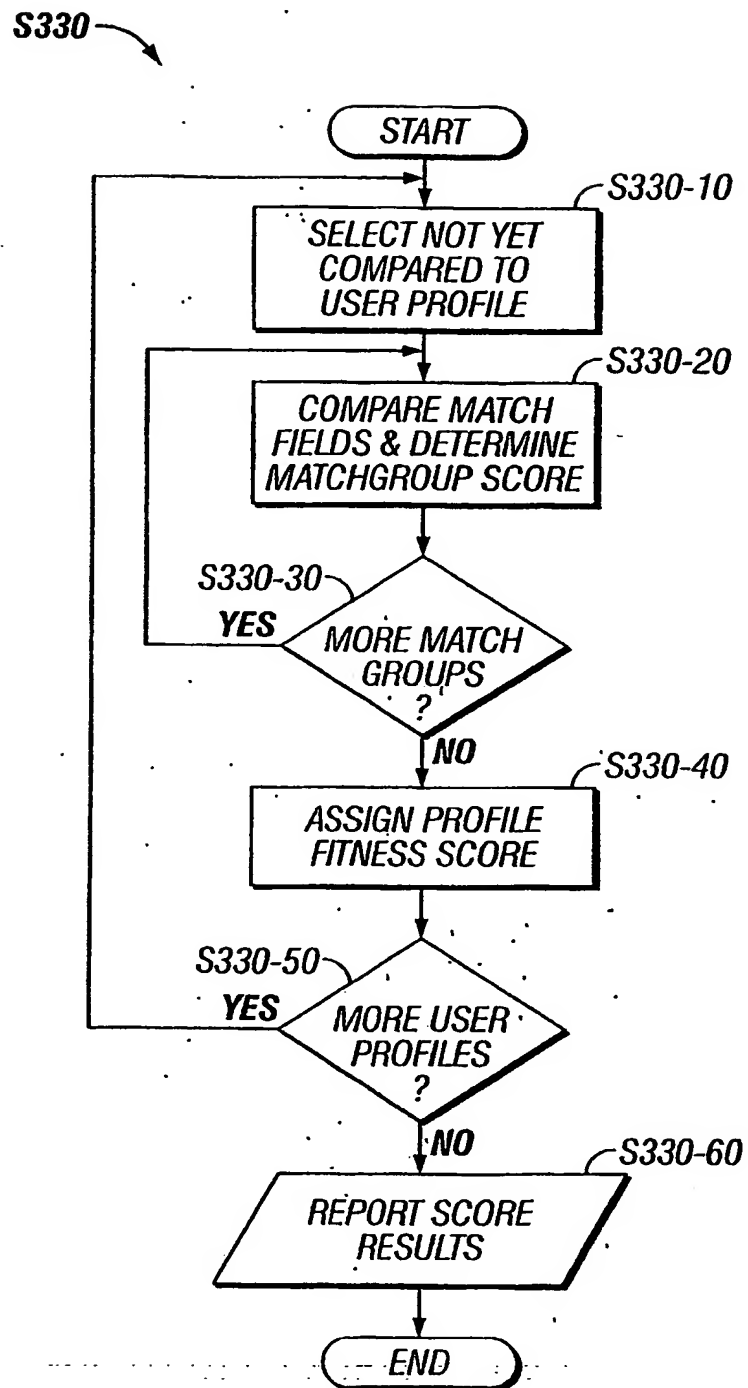 S330
START
S330-10
SELECT NOT YET
COMPARED TO
USER PROFILE
S330-20
COMPARE MATCH
FIELDS & DETERMINE
MATCHGROUP SCORE
S330-30
YES
MORE MATCH
GROUPS
?
NO
S330-40
ASSIGN PROFILE
FITNESS SCORE
S330-50
YES
MORE USER
PROFILES
?
NO
S330-60
REPORT SCORE
RESULTS
END